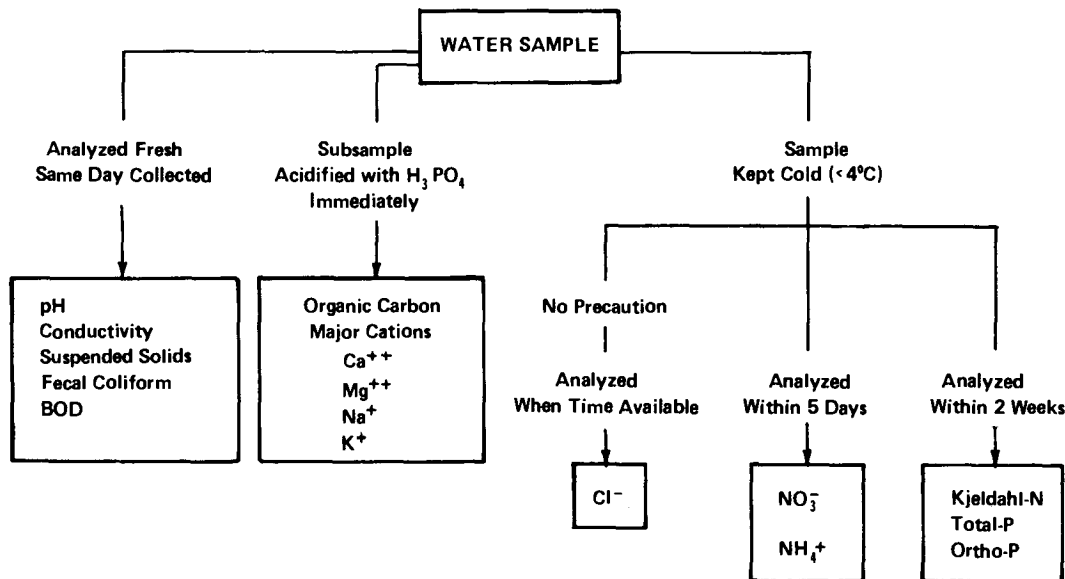 WATER SAMPLE
Analyzed Fresh
Same Day Collected
pH
Conductivity
Suspended Solids
Fecal Coliform
BOD
Subsample
Acidified with H₃PO₄
Immediately
Organic Carbon
Major Cations
Ca⁺⁺
Mg⁺⁺
Na⁺
K⁺
Sample
Kept Cold (<4°C)
No Precaution
Analyzed
When Time Available
Cl⁻
Analyzed
Within 5 Days
NO₃⁻
NH₄⁺
Analyzed
Within 2 Weeks
Kjeldahl-N
Total-P
Ortho-P